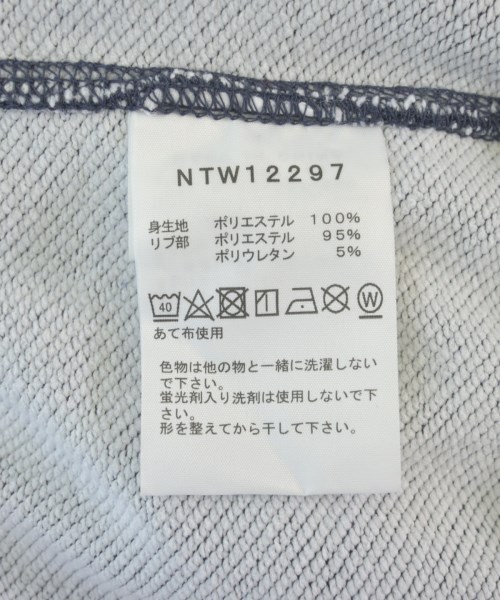 NTW12297
身生地 ポリエステル 100%
リブ部 ポリエステル 95%
ポリウレタン 5%
40 W
あて布使用
色物は他の物と一緒に洗濯しない
で下さい。
蛍光剤入り洗剤は使用しないで下
さい。
形を整えてから干して下さい。